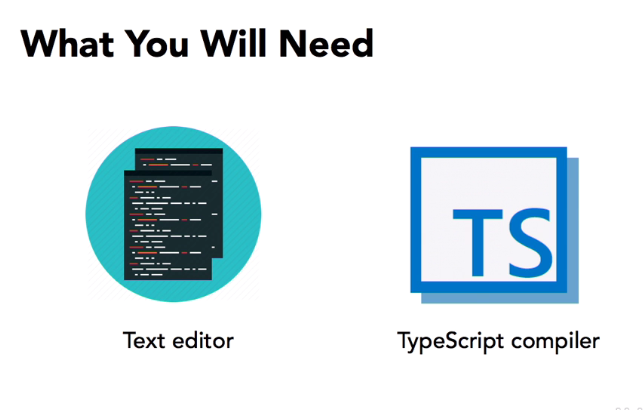 What You Will Need
TS
Text editor
TypeScript compiler